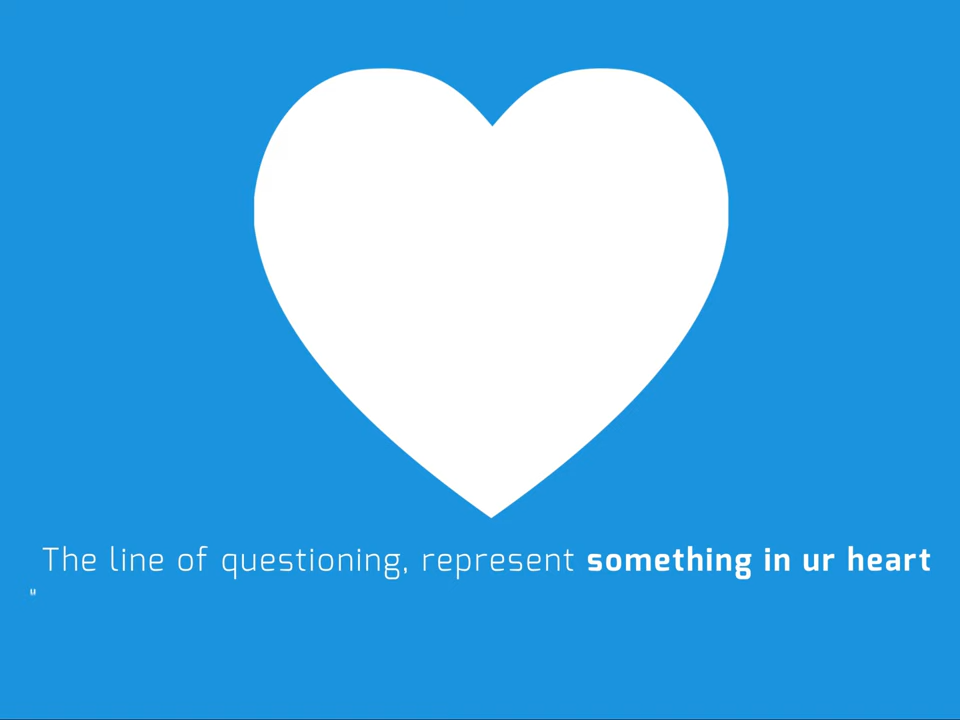 The line of questioning, represent something in ur heart